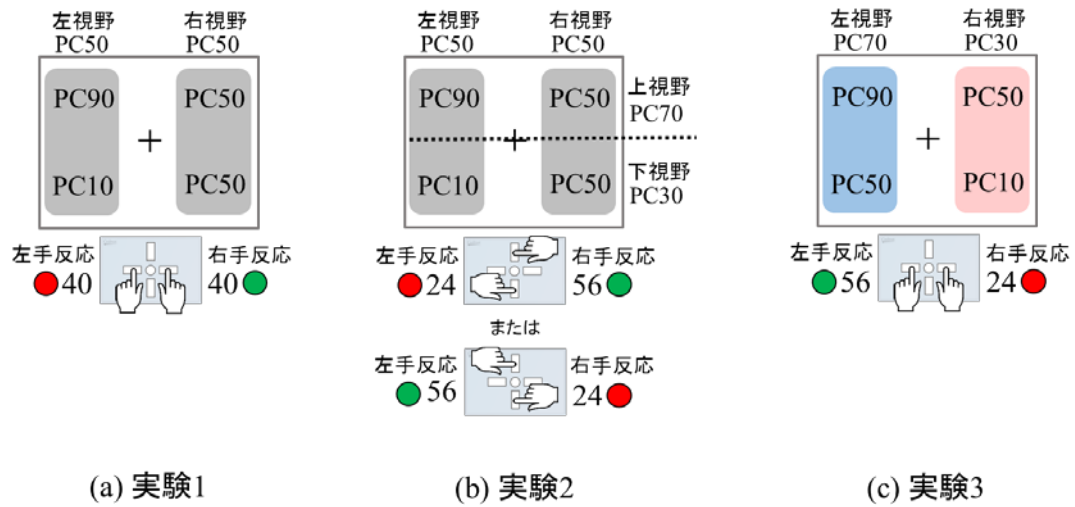 左視野 右視野
PC50 PC50
PC90 PC50
PC10 PC50
左手反応 右手反応
40 40
(a) 実験1
左視野 右視野
PC50 PC50
PC90 PC50
上視野
PC70
PC10 PC50
下視野
PC30
左手反応 右手反応
24 56
または
左手反応 右手反応
56 24
(b) 実験2
左視野 右視野
PC70 PC30
PC90 PC50
PC50 PC10
左手反応 右手反応
56 24
(c) 実験3